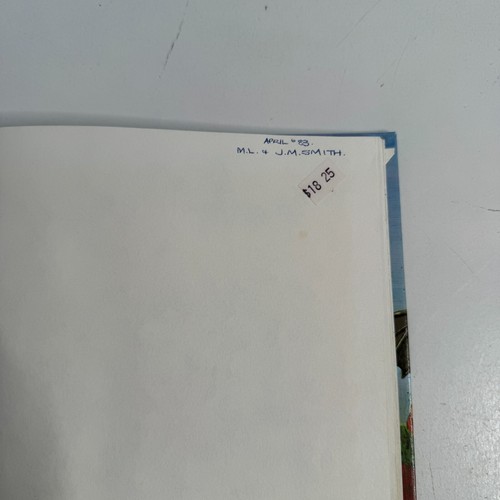 APRIL '83.
M.L. & J.M. SMITH.
$18 25